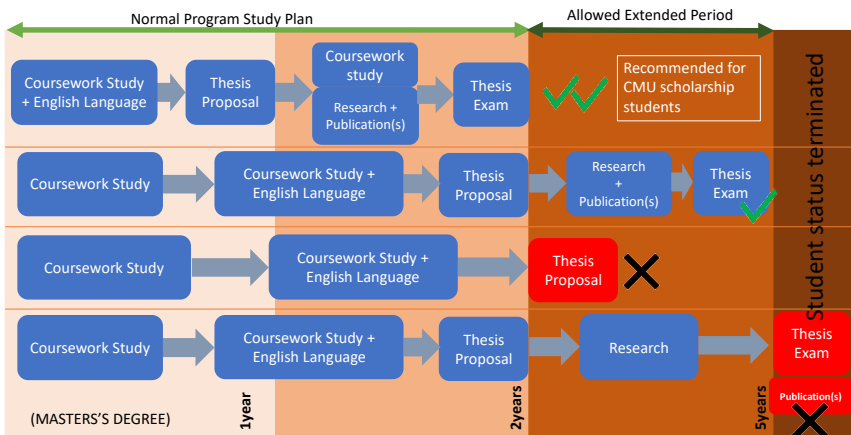 Normal Program Study Plan
Allowed Extended Period
Coursework Study
+ English Language
Thesis
Proposal
Coursework
study
Research +
Publication(s)
Thesis
Exam
Recommended for
CMU scholarship
students
Student status terminated
Coursework Study
Coursework Study +
English Language
Thesis
Proposal
Research
+
Publication(s)
Thesis
Exam
Coursework Study
Coursework Study +
English Language
Thesis
Proposal
Coursework Study
Coursework Study +
English Language
Thesis
Proposal
Research
Thesis
Exam
Publication(s)
(MASTERS'S DEGREE)
1year
2years
5years